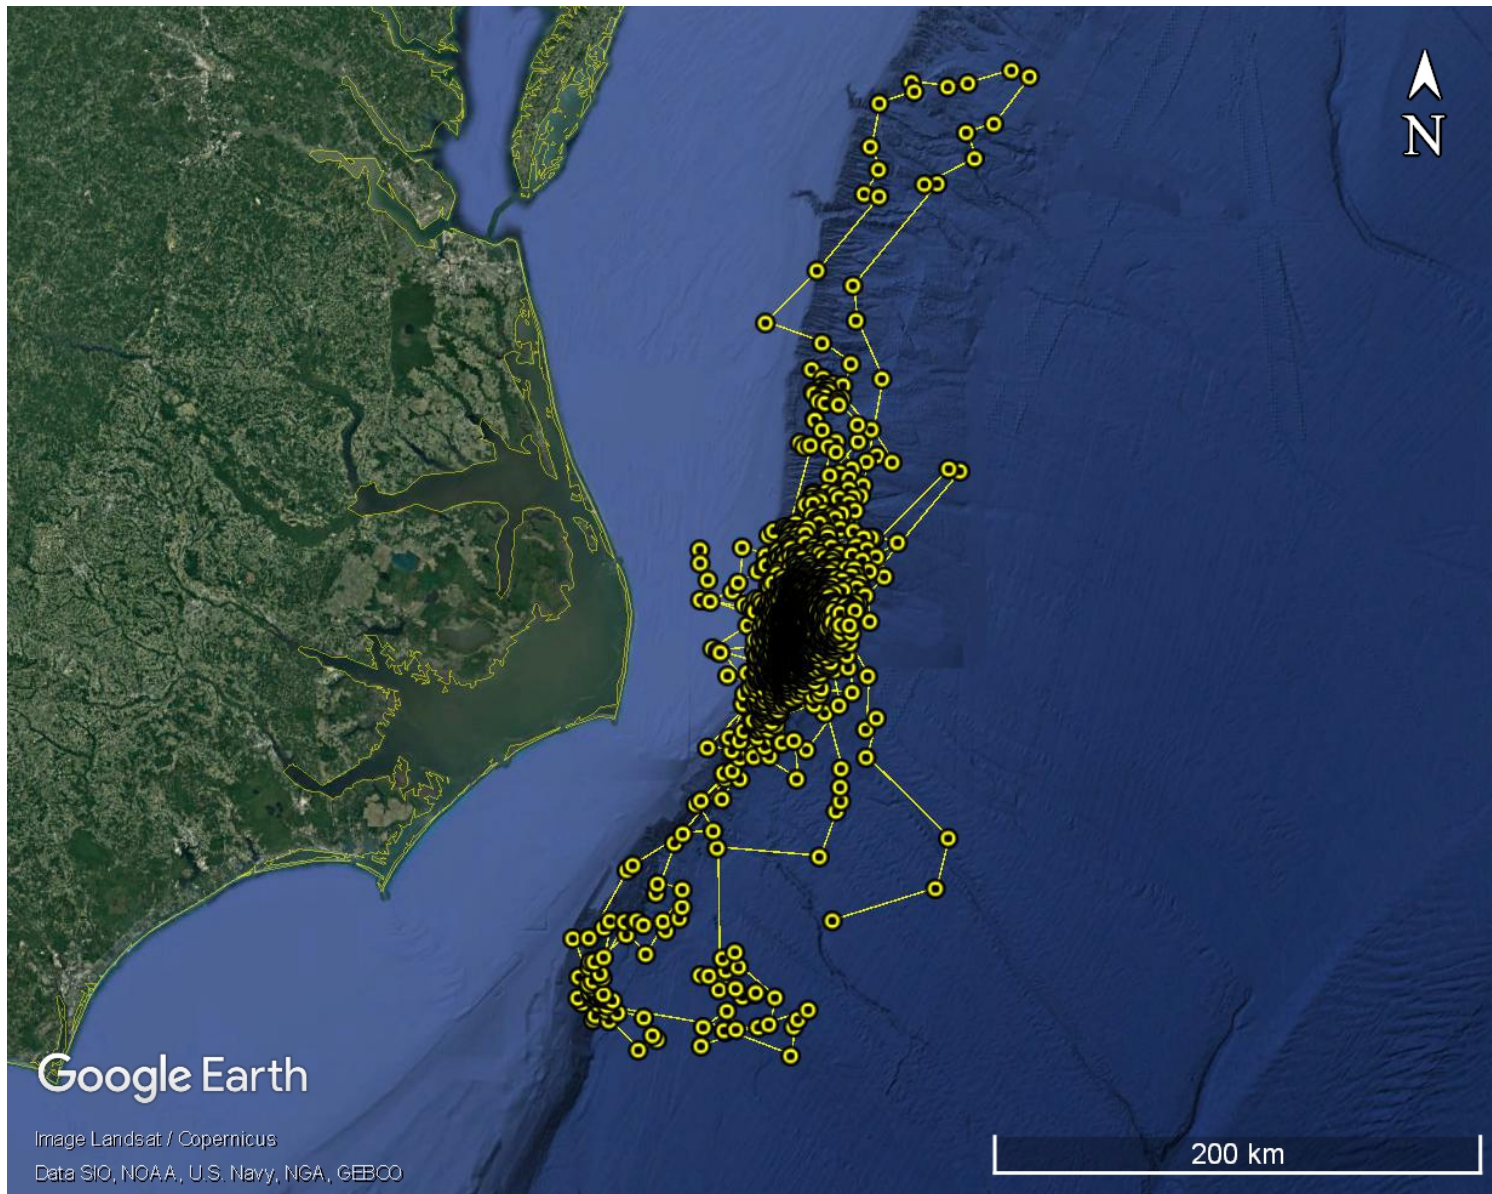 N
Google Earth
Image Landsat / Copernicus
Data SIO, NOAA, U.S. Navy, NGA, GEBCO
200 km